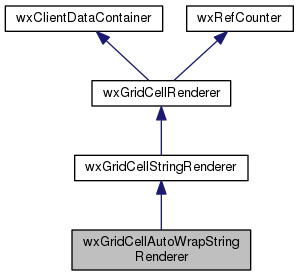 wxClientDataContainer
wxRefCounter
wxGridCellRenderer
wxGridCellStringRenderer
wxGridCellAutoWrapString
Renderer